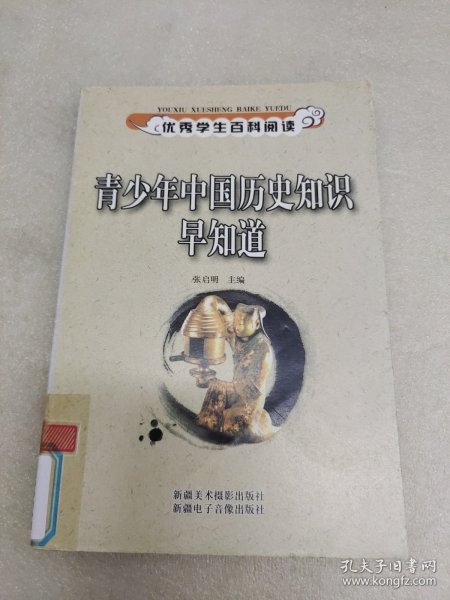 YOUXIU XUESHENG BAIKE YUEDU
优秀学生百科阅读
青少年中国历史知识
早知道
张启明 主编
新疆美术摄影出版社
新疆电子音像出版社
孔夫子旧书网
www.kongfz.com